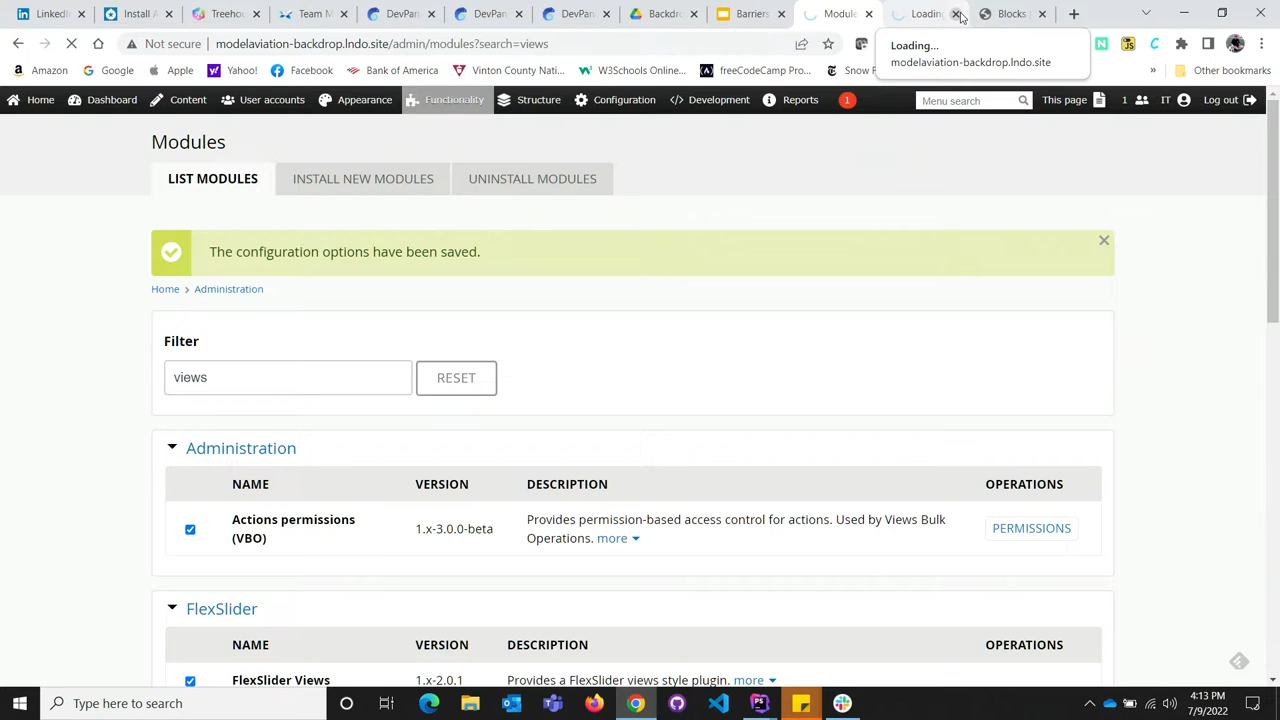 LinkedIn
Install A
Treehou
Team M
DevPan
DevPan
DevPan
Backdro
Barriers
Module
Loading
Blocks
Not secure
modelaviation-backdrop.lndo.site/admin/modules?search=views
Loading...
modelaviation-backdrop.lndo.site
Amazon
Google
Apple
Yahoo!
Facebook
Bank of America
Vinton County Nati...
W3Schools Online...
freeCodeCamp Pro...
Snow F
»
Other bookmarks
Home
Dashboard
Content
User accounts
Appearance
Functionality
Structure
Configuration
Development
Reports
1
Menu search
This page
1
IT
Log out
Modules
LIST MODULES
INSTALL NEW MODULES
UNINSTALL MODULES
The configuration options have been saved.
Home > Administration
Filter
views
RESET
Administration
NAME VERSION DESCRIPTION OPERATIONS
Actions permissions
(VBO)
1.x-3.0.0-beta
Provides permission-based access control for actions. Used by Views Bulk
Operations. more
PERMISSIONS
FlexSlider
NAME VERSION DESCRIPTION OPERATIONS
FlexSlider Views 1.x-2.0.1 Provides a FlexSlider views style plugin. more
Type here to search
4:13 PM
7/9/2022